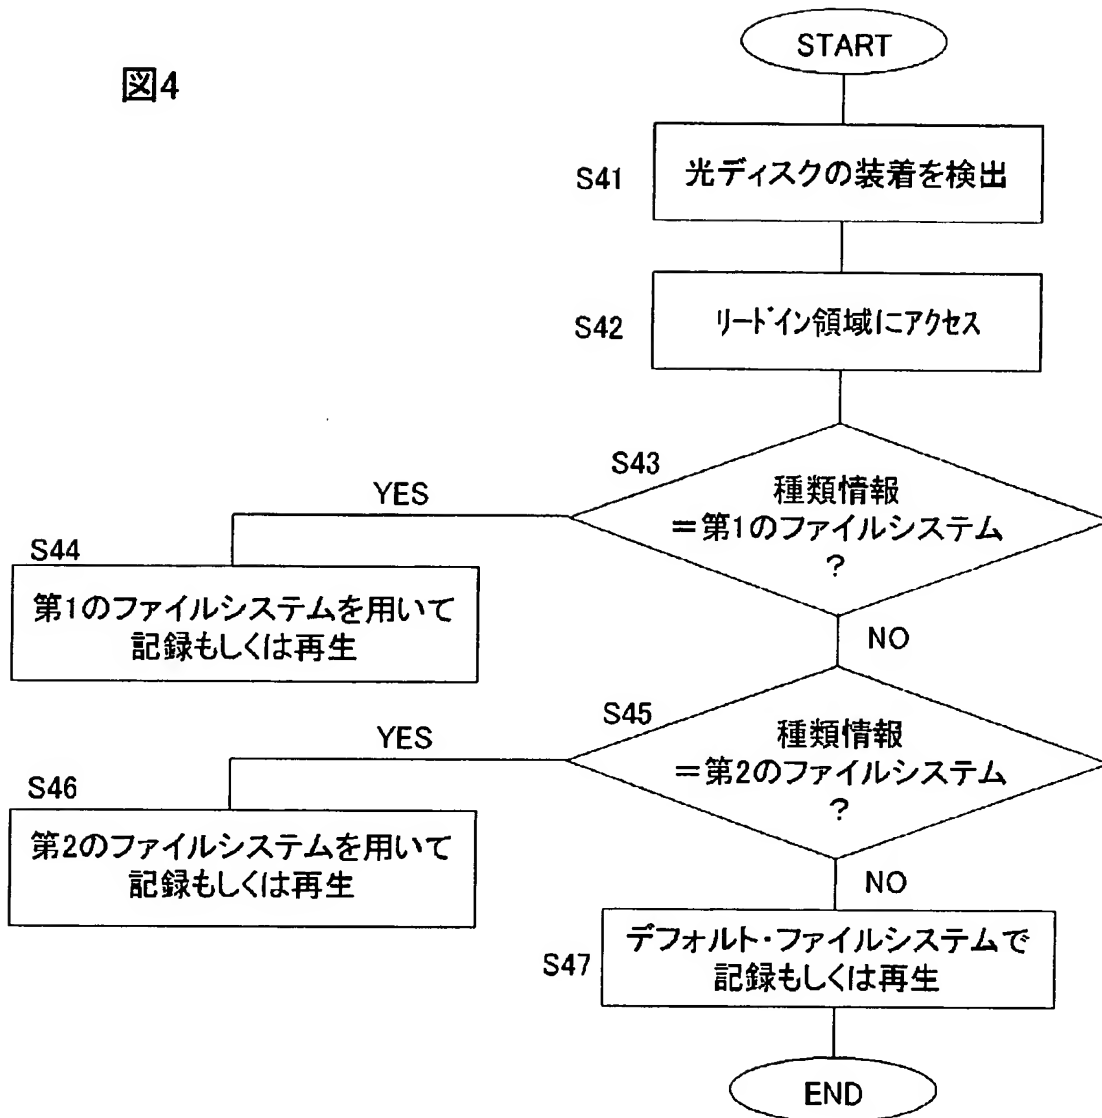 図4
START
S41
光ディスクの装着を検出
S42
リードイン領域にアクセス
S43
種類情報
=第1のファイルシステム
?
YES
NO
S44
第1のファイルシステムを用いて
記録もしくは再生
S45
種類情報
=第2のファイルシステム
?
YES
NO
S46
第2のファイルシステムを用いて
記録もしくは再生
S47
デフォルト・ファイルシステムで
記録もしくは再生
END